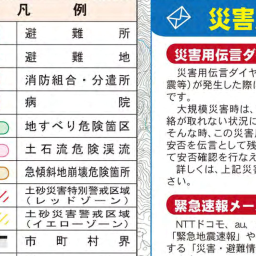 凡例
避難所
避難地
消防組合・分遣所
病院
地すべり危険箇区
土石流危険渓流
急傾斜地崩壊危険箇所
土砂災害特別警戒区域
(レッドゾーン)
土砂災害警戒区域
(イエローゾーン)
市町村界
災害
災害用伝言ダイ
災害用伝言ダイヤ
震等)が発生した際に
です。
大規模災害時は、
絡が取れない状況に
そんな時、この災害用
安否を伝言として残
て安否確認を行なえ
詳しくは、上記災害
さい。
緊急速報メー
NTTドコモ、au、
「緊急地震速報」や
する「災害・避難情